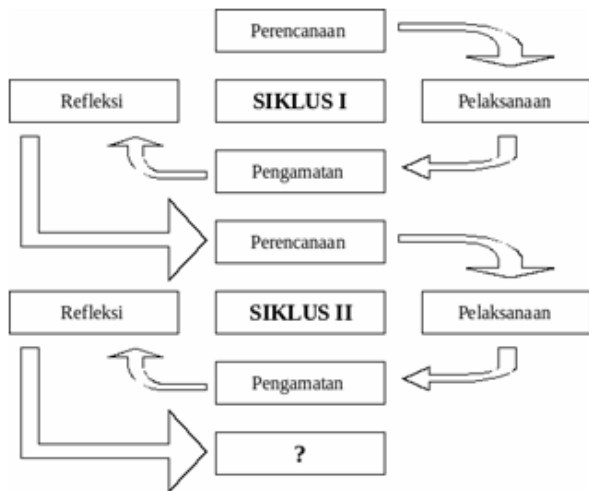 Perencanaan
Refleksi
SIKLUS I
Pelaksanaan
Pengamatan
Perencanaan
Refleksi
SIKLUS II
Pelaksanaan
Pengamatan
?